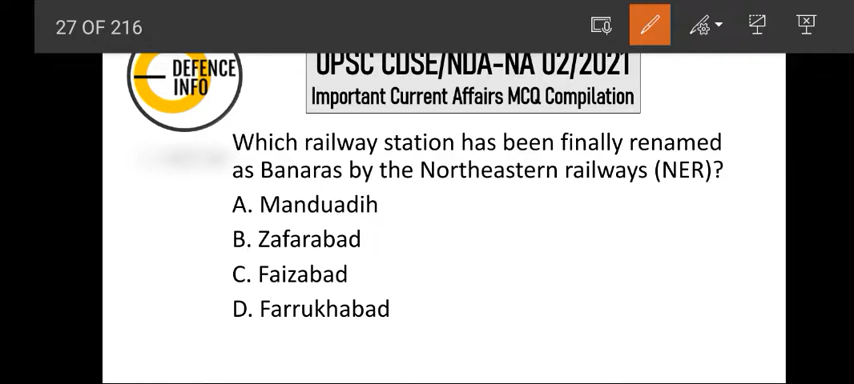 27 OF 216
DEFENCE
INFO
UPSC CDSE/NDA-NA 02/2021
Important Current Affairs MCQ Compilation
Which railway station has been finally renamed
as Banaras by the Northeastern railways (NER)?
A. Manduadih
B. Zafarabad
C. Faizabad
D. Farrukhabad